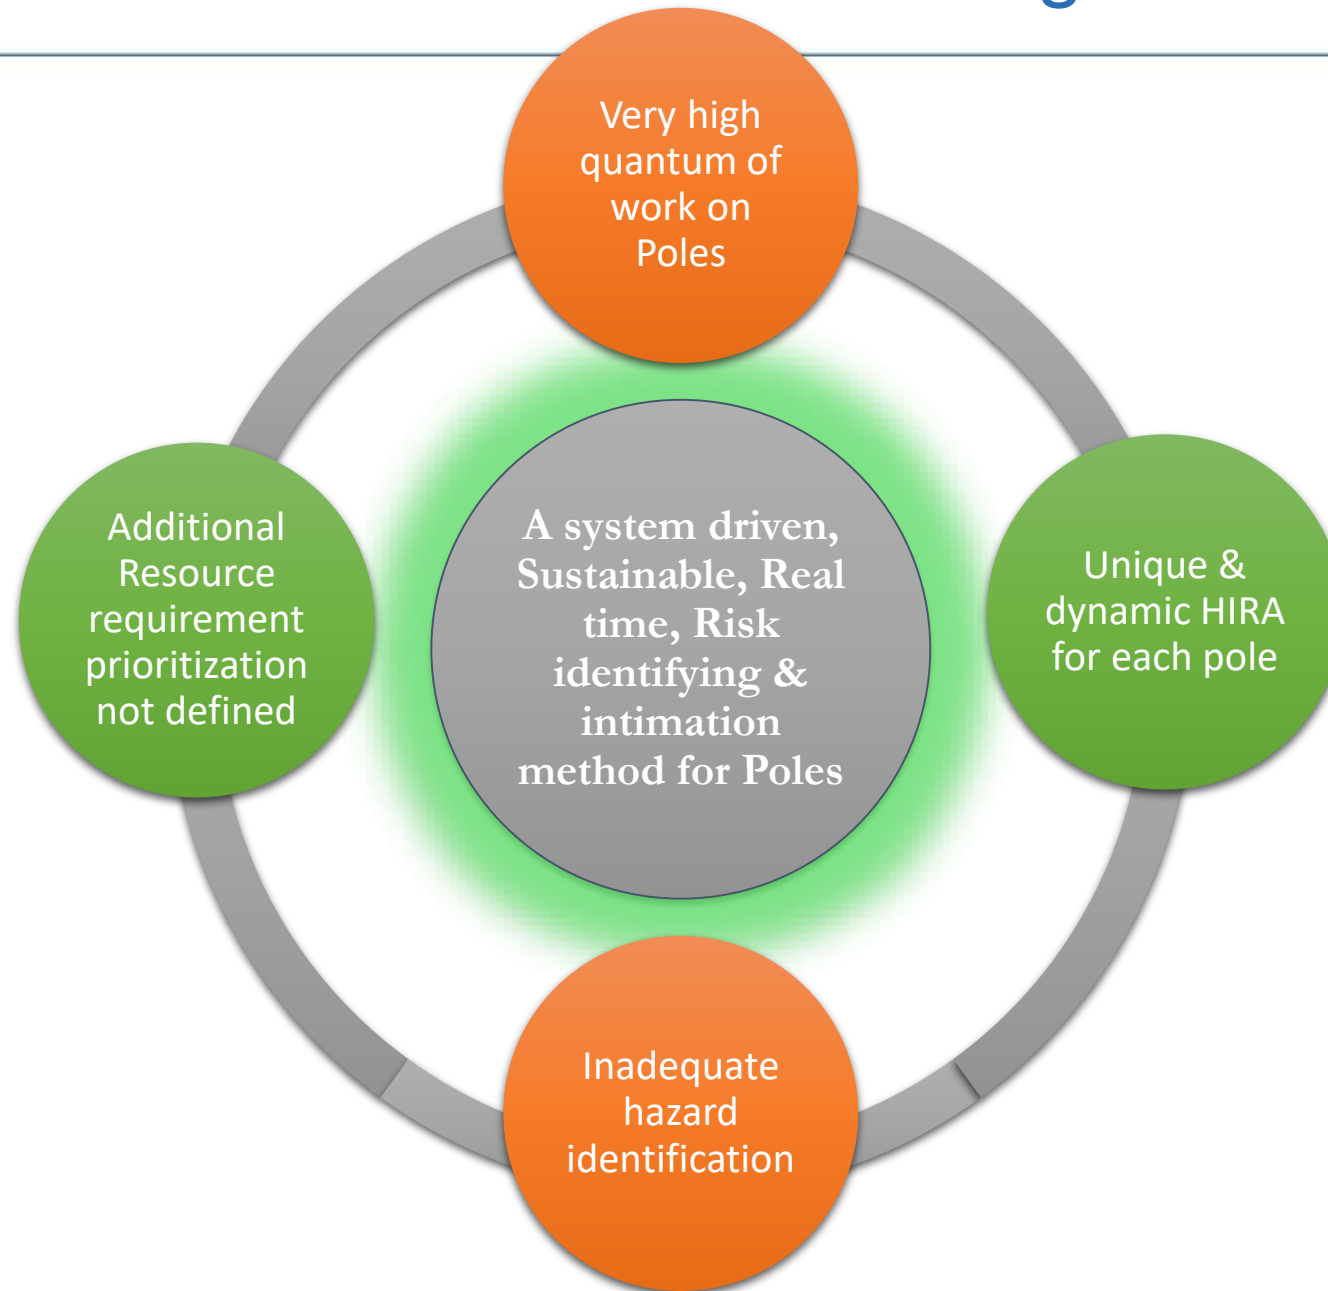 Very high
quantum of
work on
Poles
Additional
Resource
requirement
prioritization
not defined
A system driven,
Sustainable, Real
time, Risk
identifying &
intimation
method for Poles
Unique &
dynamic HIRA
for each pole
Inadequate
hazard
identification